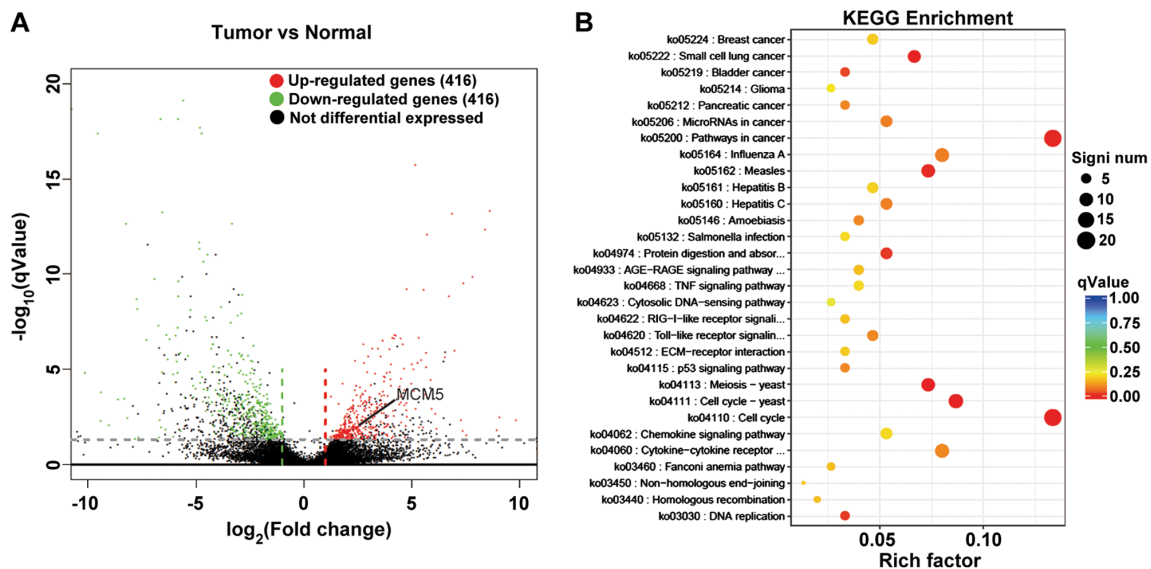 A
Tumor vs Normal
Up-regulated genes (416)
Down-regulated genes (416)
Not differential expressed
MCM5
20
15
10
5
0
-log10(qValue)
-10
-5
0
5
10
log2(Fold change)
B
KEGG Enrichment
ko05224 : Breast cancer
ko05222 : Small cell lung cancer
ko05219 : Bladder cancer
ko05214 : Glioma
ko05212 : Pancreatic cancer
ko05206 : MicroRNAs in cancer
ko05200 : Pathways in cancer
ko05164 : Influenza A
ko05162 : Measles
ko05161 : Hepatitis B
ko05160 : Hepatitis C
ko05146 : Amoebiasis
ko05132 : Salmonella infection
ko04974 : Protein digestion and absor...
ko04933 : AGE−RAGE signaling pathway ...
ko04668 : TNF signaling pathway
ko04623 : Cytosolic DNA−sensing pathway
ko04622 : RIG−I−like receptor signali...
ko04620 : Toll−like receptor signalin...
ko04512 : ECM−receptor interaction
ko04115 : p53 signaling pathway
ko04113 : Meiosis − yeast
ko04111 : Cell cycle − yeast
ko04110 : Cell cycle
ko04062 : Chemokine signaling pathway
ko04060 : Cytokine−cytokine receptor ...
ko03460 : Fanconi anemia pathway
ko03450 : Non−homologous end−joining
ko03440 : Homologous recombination
ko03030 : DNA replication
0.05
0.10
Rich factor
Signi num
5
10
15
20
qValue
1.00
0.75
0.50
0.25
0.00